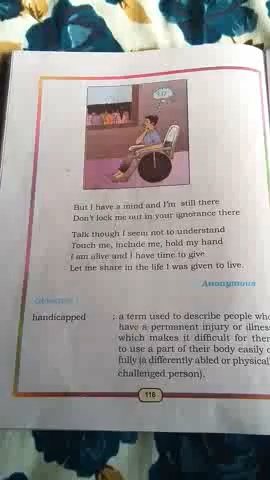 But I have a mind and I'm still there
Don't lock me out in your ignorance there
Talk though I seem not to understand
Touch me, include me, hold my hand
I am alive and I have time to give
Let me share in the life I was given to live.
Anonymous
handicapped : a term used to describe people who
have a permanent injury or illness
which makes it difficult for them
to use a part of their body easily o
fully (a differently abled or physical
challenged person).
116